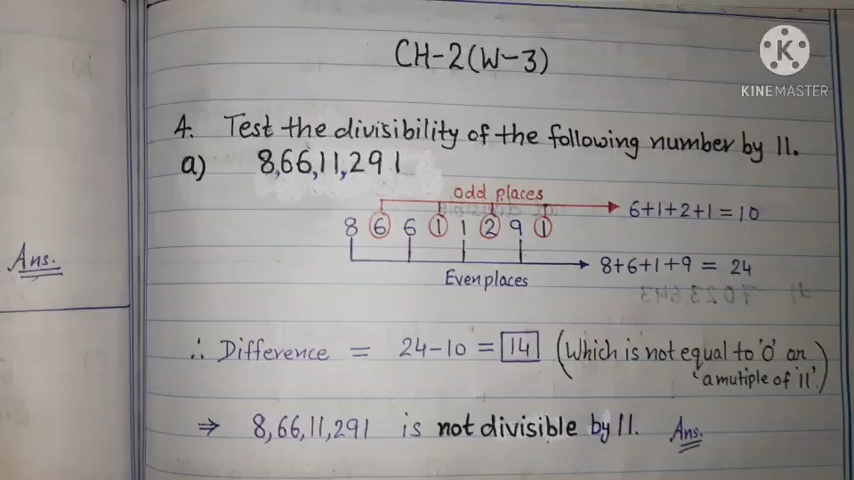 CH-2(W-3)
K
KINEMASTER
4. Test the divisibility of the following number by 11.
a) 8,66,11,291
odd places
6+1+2+1=10
8 6 6 1 1 2 9 1
Ans.
8+6+1+9 = 24
Even places
7023643
∴ Difference = 24-10 = 14 (Which is not equal to '0' or
'a mutiple of '11'.)
⇒ 8,66,11,291 is not divisible by 11. Ans.